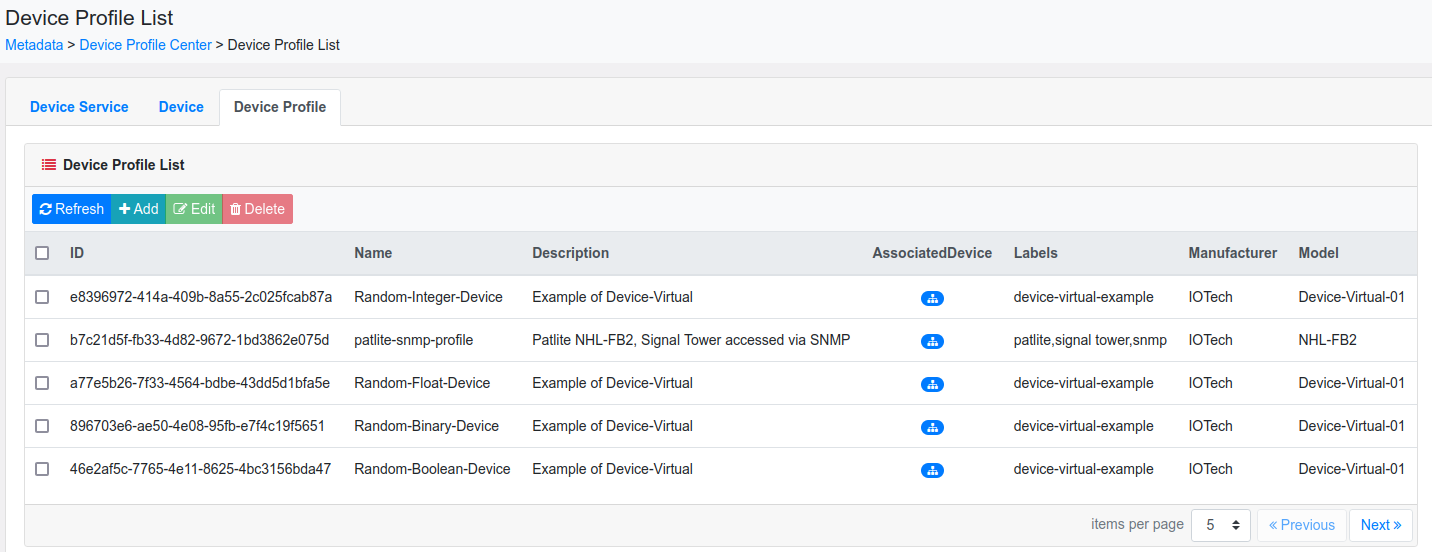 Device Profile List
Metadata > Device Profile Center > Device Profile List
Device Service Device Device Profile
Device Profile List
Refresh Add Edit Delete
ID Name Description AssociatedDevice Labels Manufacturer Model
e8396972-414a-409b-8a55-2c025fcab87a Random-Integer-Device Example of Device-Virtual device-virtual-example IOTech Device-Virtual-01
b7c21d5f-fb33-4d82-9672-1bd3862e075d patlite-snmp-profile Patlite NHL-FB2, Signal Tower accessed via SNMP patlite,signal tower,snmp IOTech NHL-FB2
a77e5b26-7f33-4564-bdbe-43dd5d1bfa5e Random-Float-Device Example of Device-Virtual device-virtual-example IOTech Device-Virtual-01
896703e6-ae50-4e08-95fb-e7f4c19f5651 Random-Binary-Device Example of Device-Virtual device-virtual-example IOTech Device-Virtual-01
46e2af5c-7765-4e11-8625-4bc3156bda47 Random-Boolean-Device Example of Device-Virtual device-virtual-example IOTech Device-Virtual-01
items per page 5 « Previous Next »